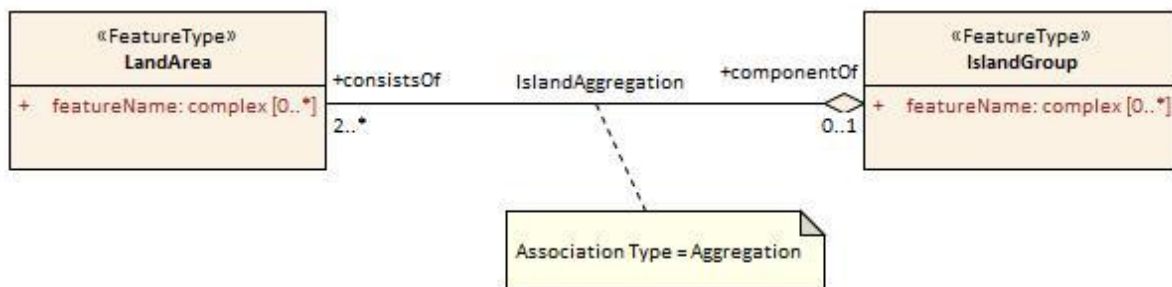 «FeatureType»
LandArea
+ featureName: complex [0..*]
+consistsOf
2..*
IslandAggregation
+componentOf
0..1
«FeatureType»
IslandGroup
+ featureName: complex [0..*]
Association Type = Aggregation